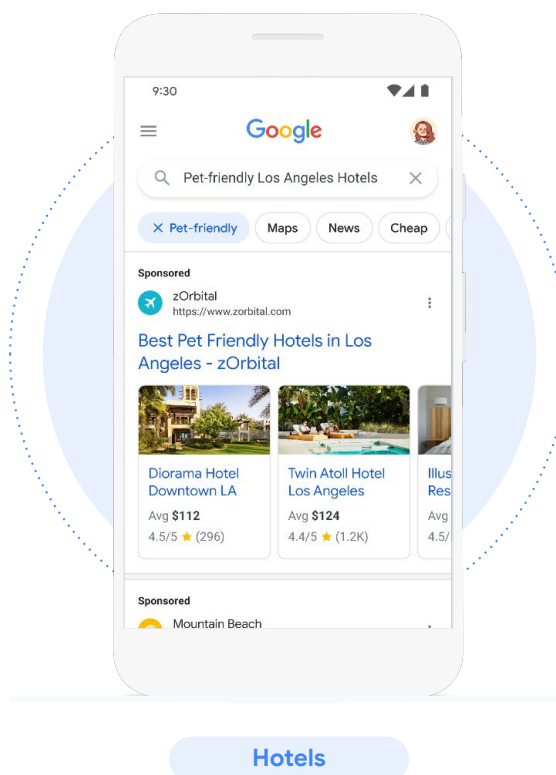 9:30
Google
Pet-friendly Los Angeles Hotels
Pet-friendly
Maps
News
Cheap
Sponsored
zOrbital
https://www.zorbital.com
Best Pet Friendly Hotels in Los
Angeles - zOrbital
Diorama Hotel
Downtown LA
Avg $112
4.5/5 ★ (296)
Twin Atoll Hotel
Los Angeles
Avg $124
4.4/5 ★ (1.2K)
Illus
Res
Avg
4.5/
Sponsored
Mountain Beach
Hotels